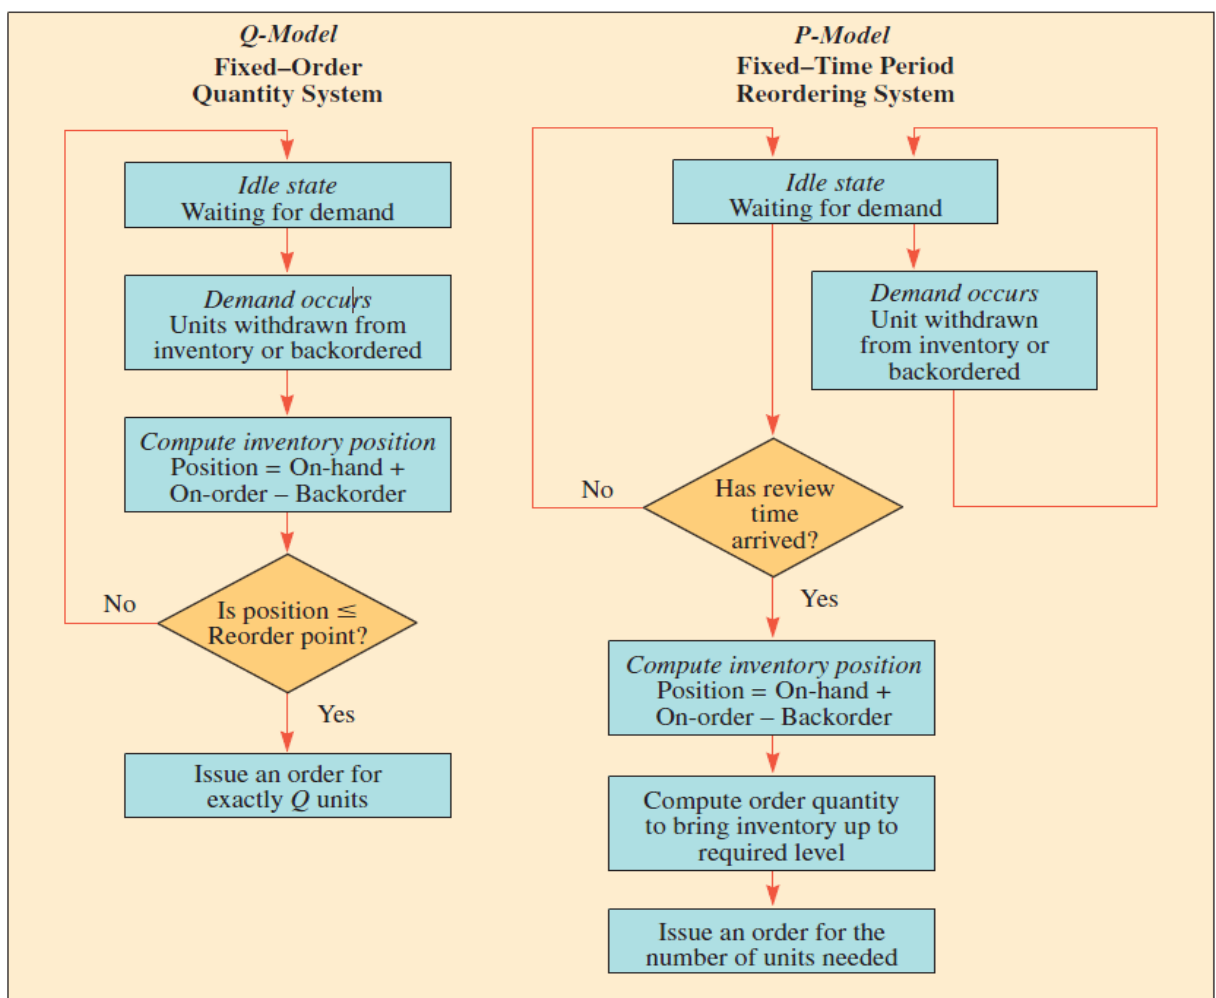 Q-Model
Fixed–Order
Quantity System
Idle state
Waiting for demand
Demand occurs
Units withdrawn from
inventory or backordered
Compute inventory position
Position = On-hand +
On-order – Backorder
Is position ≤
Reorder point?
No
Yes
Issue an order for
exactly Q units
P-Model
Fixed–Time Period
Reordering System
Idle state
Waiting for demand
Demand occurs
Unit withdrawn
from inventory or
backordered
Has review
time
arrived?
No
Yes
Compute inventory position
Position = On-hand +
On-order – Backorder
Compute order quantity
to bring inventory up to
required level
Issue an order for the
number of units needed